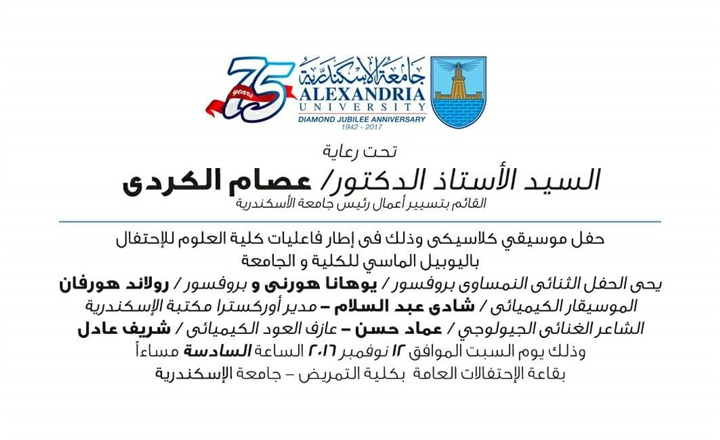 75 years
جامعة الإسكندرية
ALEXANDRIA
UNIVERSITY
DIAMOND JUBILEE ANNIVERSARY
1942 - 2017
تحت رعاية
السيد الأستاذ الدكتور/ عصام الكردى
القائم بتسيير أعمال رئيس جامعة الأسكندرية
حفل موسيقي كلاسيكى وذلك فى إطار فاعليات كلية العلوم للإحتفال
باليوبيل الماسي للكلية و الجامعة
يحى الحفل الثنائى النمساوى بروفسور/ يوهانا هورنى و بروفسور / رولاند هورفان
الموسيقار الكيميائى / شادى عبد السلام – مدير أوركسترا مكتبة الإسكندرية
الشاعر الغنائى الجيولوجي / عماد حسن – عازف العود الكيميائى / شريف عادل
وذلك يوم السبت الموافق ١٢ نوفمبر ٢٠١٦ الساعة السادسة مساءاً
بقاعة الإحتفالات العامة بكلية التمريض – جامعة الإسكندرية